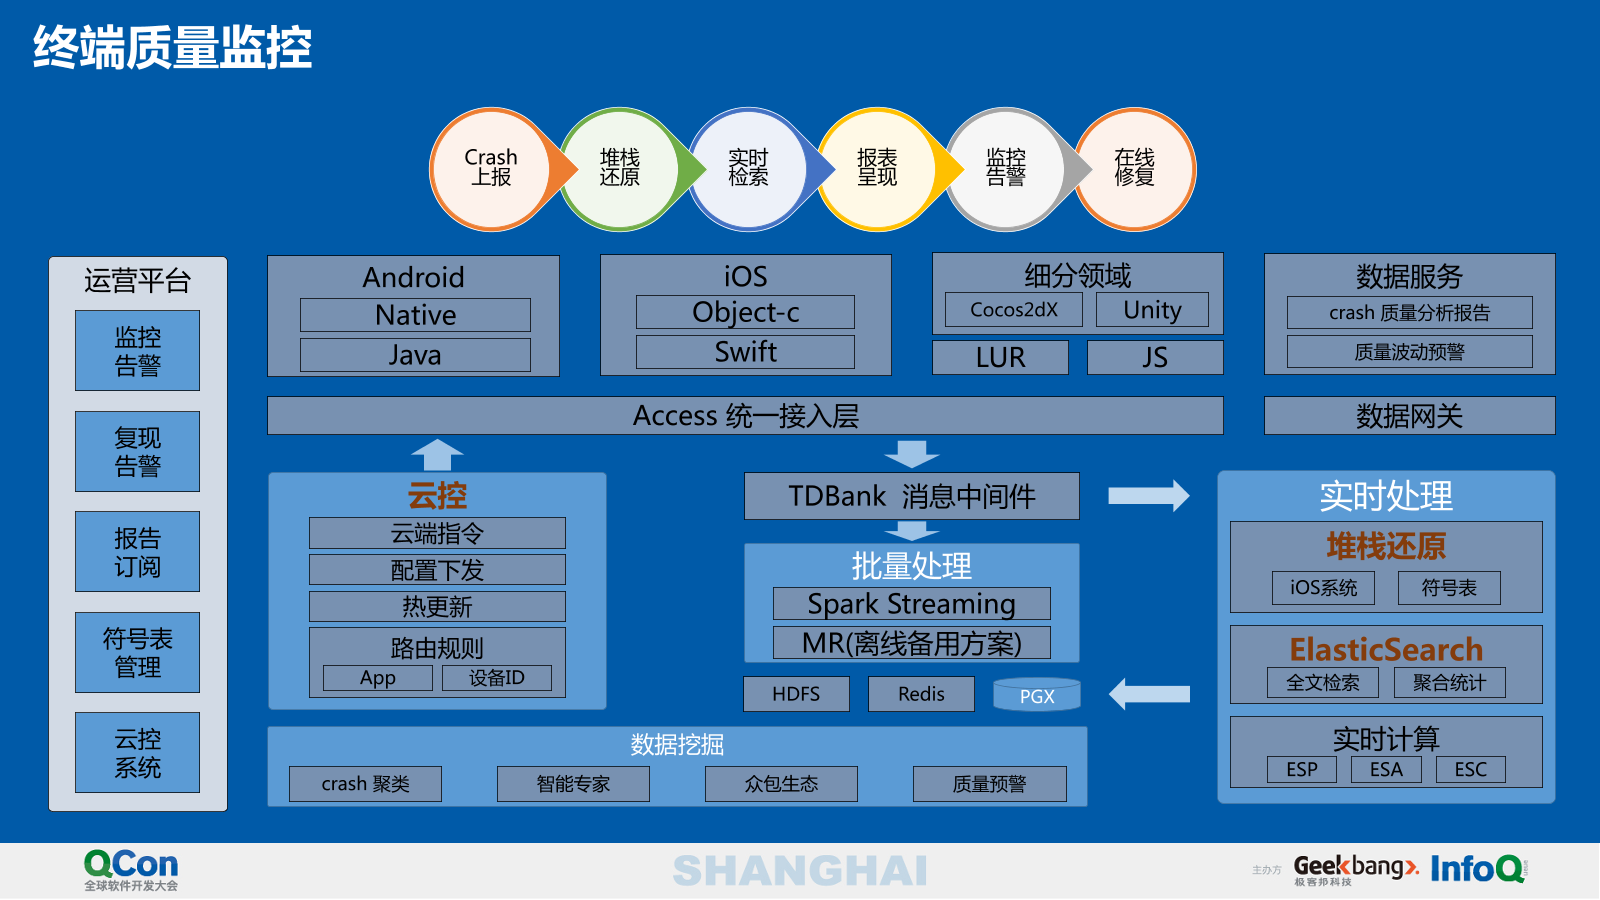 终端质量监控
Crash
上报
堆栈
还原
实时
检索
报表
呈现
监控
告警
在线
修复
运营平台
监控
告警
复现
告警
报告
订阅
符号表
管理
云控
系统
Android
Native
Java
iOS
Object-c
Swift
细分领域
Cocos2dX
Unity
LUR
JS
数据服务
crash 质量分析报告
质量波动预警
Access 统一接入层
数据网关
云控
云端指令
配置下发
热更新
路由规则
App
设备ID
TDBank 消息中间件
批量处理
Spark Streaming
MR(离线备用方案)
HDFS
Redis
PGX
实时处理
堆栈还原
iOS系统
符号表
ElasticSearch
全文检索
聚合统计
实时计算
ESP
ESA
ESC
数据挖掘
crash 聚类
智能专家
众包生态
质量预警
QCon
全球软件开发大会
SHANGHAI
主办方
Geekbang>.
极客邦科技
InfoQ